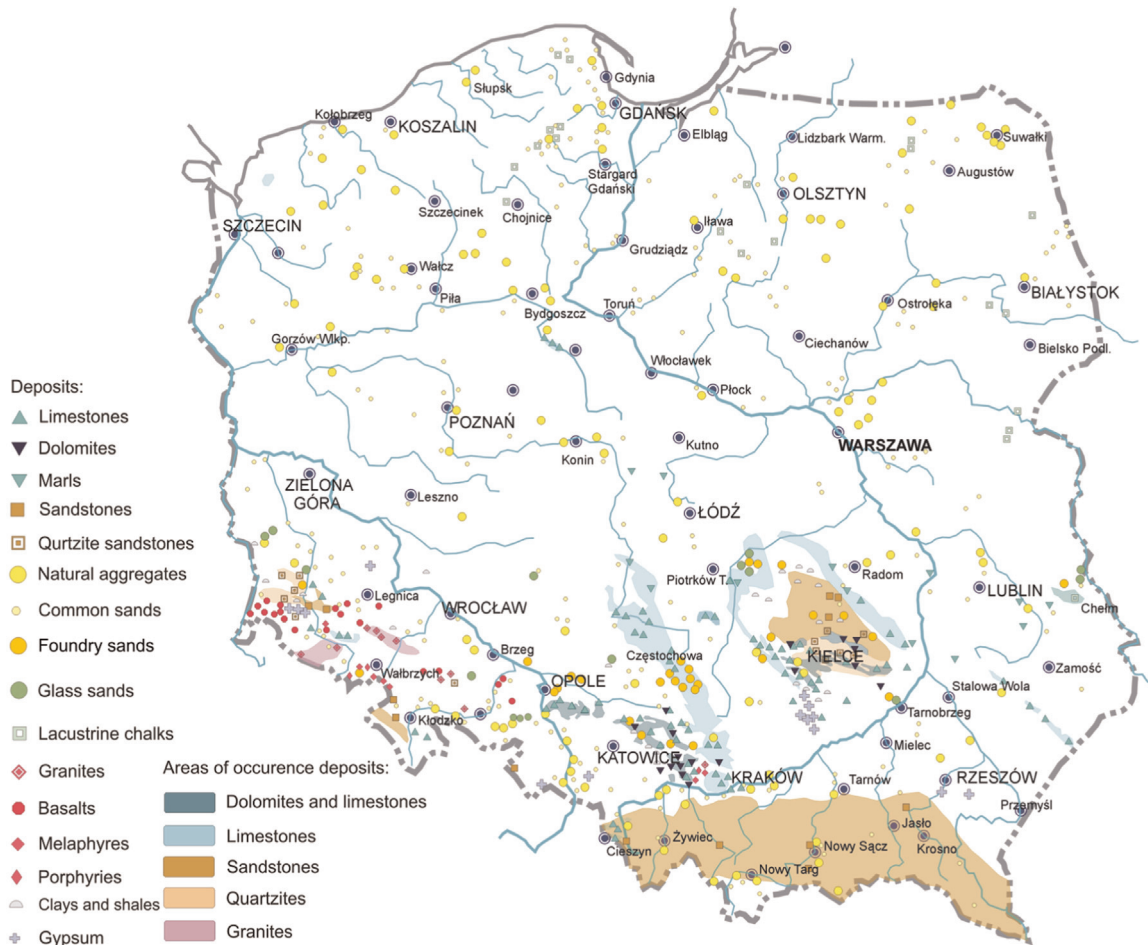 Gdynia
Słupsk
GDAŃSK
Kołobrzeg
KOSZALIN
Elbląg
Lidzbark Warm.
Suwałki
Stargard
Gdański
Augustów
OLSZTYN
Szczecinek
Chojnice
SZCZECIN
Iława
Grudziądz
Wałcz
Piła
BIAŁYSTOK
Ostrołęka
Bydgoszcz
Toruń
Gorzów Wlkp.
Ciechanów
Bielsko Podl.
Włocławek
Płock
POZNAŃ
WARSZAWA
Kutno
Konin
ZIELONA
GÓRA
Leszno
ŁÓDŹ
Piotrków T.
Radom
LUBLIN
Legnica
WROCŁAW
Chełm
Brzeg
Częstochowa
KIELCE
Wałbrzych
Zamość
OPOLE
Stalowa Wola
Kłodzko
Tarnobrzeg
Mielec
KATOWICE
KRAKÓW
Tarnów
RZESZÓW
Przemyśl
Cieszyn
Żywiec
Nowy Sącz
Jasło
Krosno
Nowy Targ
Deposits:
Limestones
Dolomites
Marls
Sandstones
Qurtzite sandstones
Natural aggregates
Common sands
Foundry sands
Glass sands
Lacustrine chalks
Granites
Basalts
Melaphyres
Porphyries
Clays and shales
Gypsum
Areas of occurence deposits:
Dolomites and limestones
Limestones
Sandstones
Quartzites
Granites